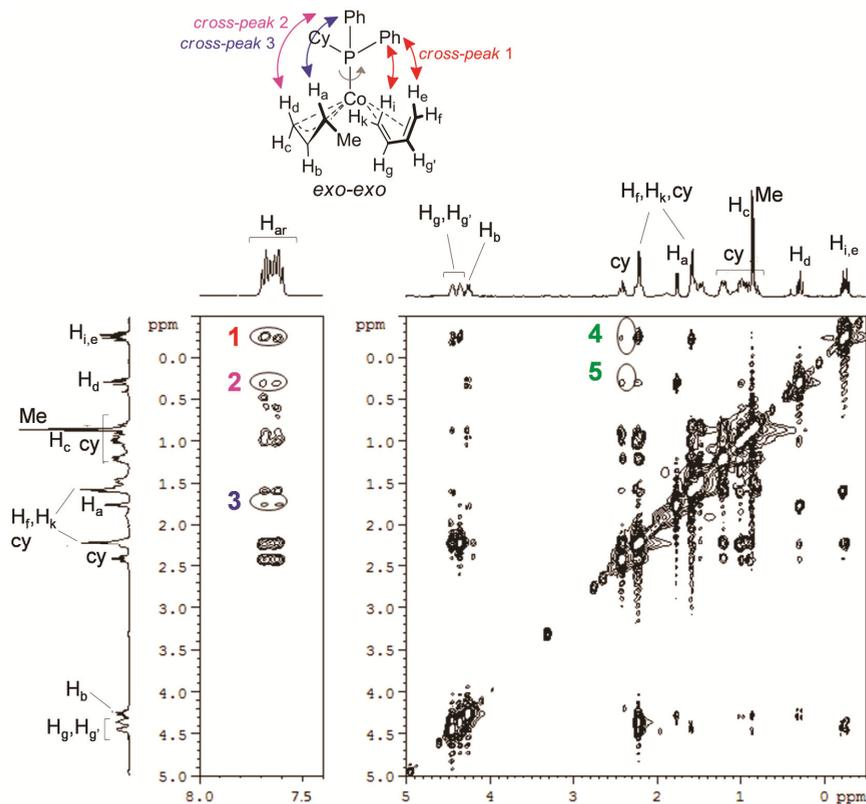 cross-peak 2
cross-peak 3
Ph
Cy
Ph
P
cross-peak 1
Hd
Ha
Co
Hi
He
Hk
Hf
Hc
Me
Hb
Hg
Hg'
exo-exo
Har
Hg,Hg'
Hb
Hf,Hk,cy
cy
Ha
cy
Hc
Me
Hd
Hi,e
ppm
ppm
Hi,e
1
0.0
4
0.0
Hd
2
0.5
5
0.5
Me
Hc
cy
1.0
1.0
Hf,Hk
cy
Ha
1.5
3
1.5
cy
2.0
2.0
2.5
2.5
3.0
3.0
3.5
3.5
Hb
4.0
4.0
Hg,Hg'
4.5
4.5
5.0
5.0
8.0
7.5
5
4
3
2
1
0
ppm